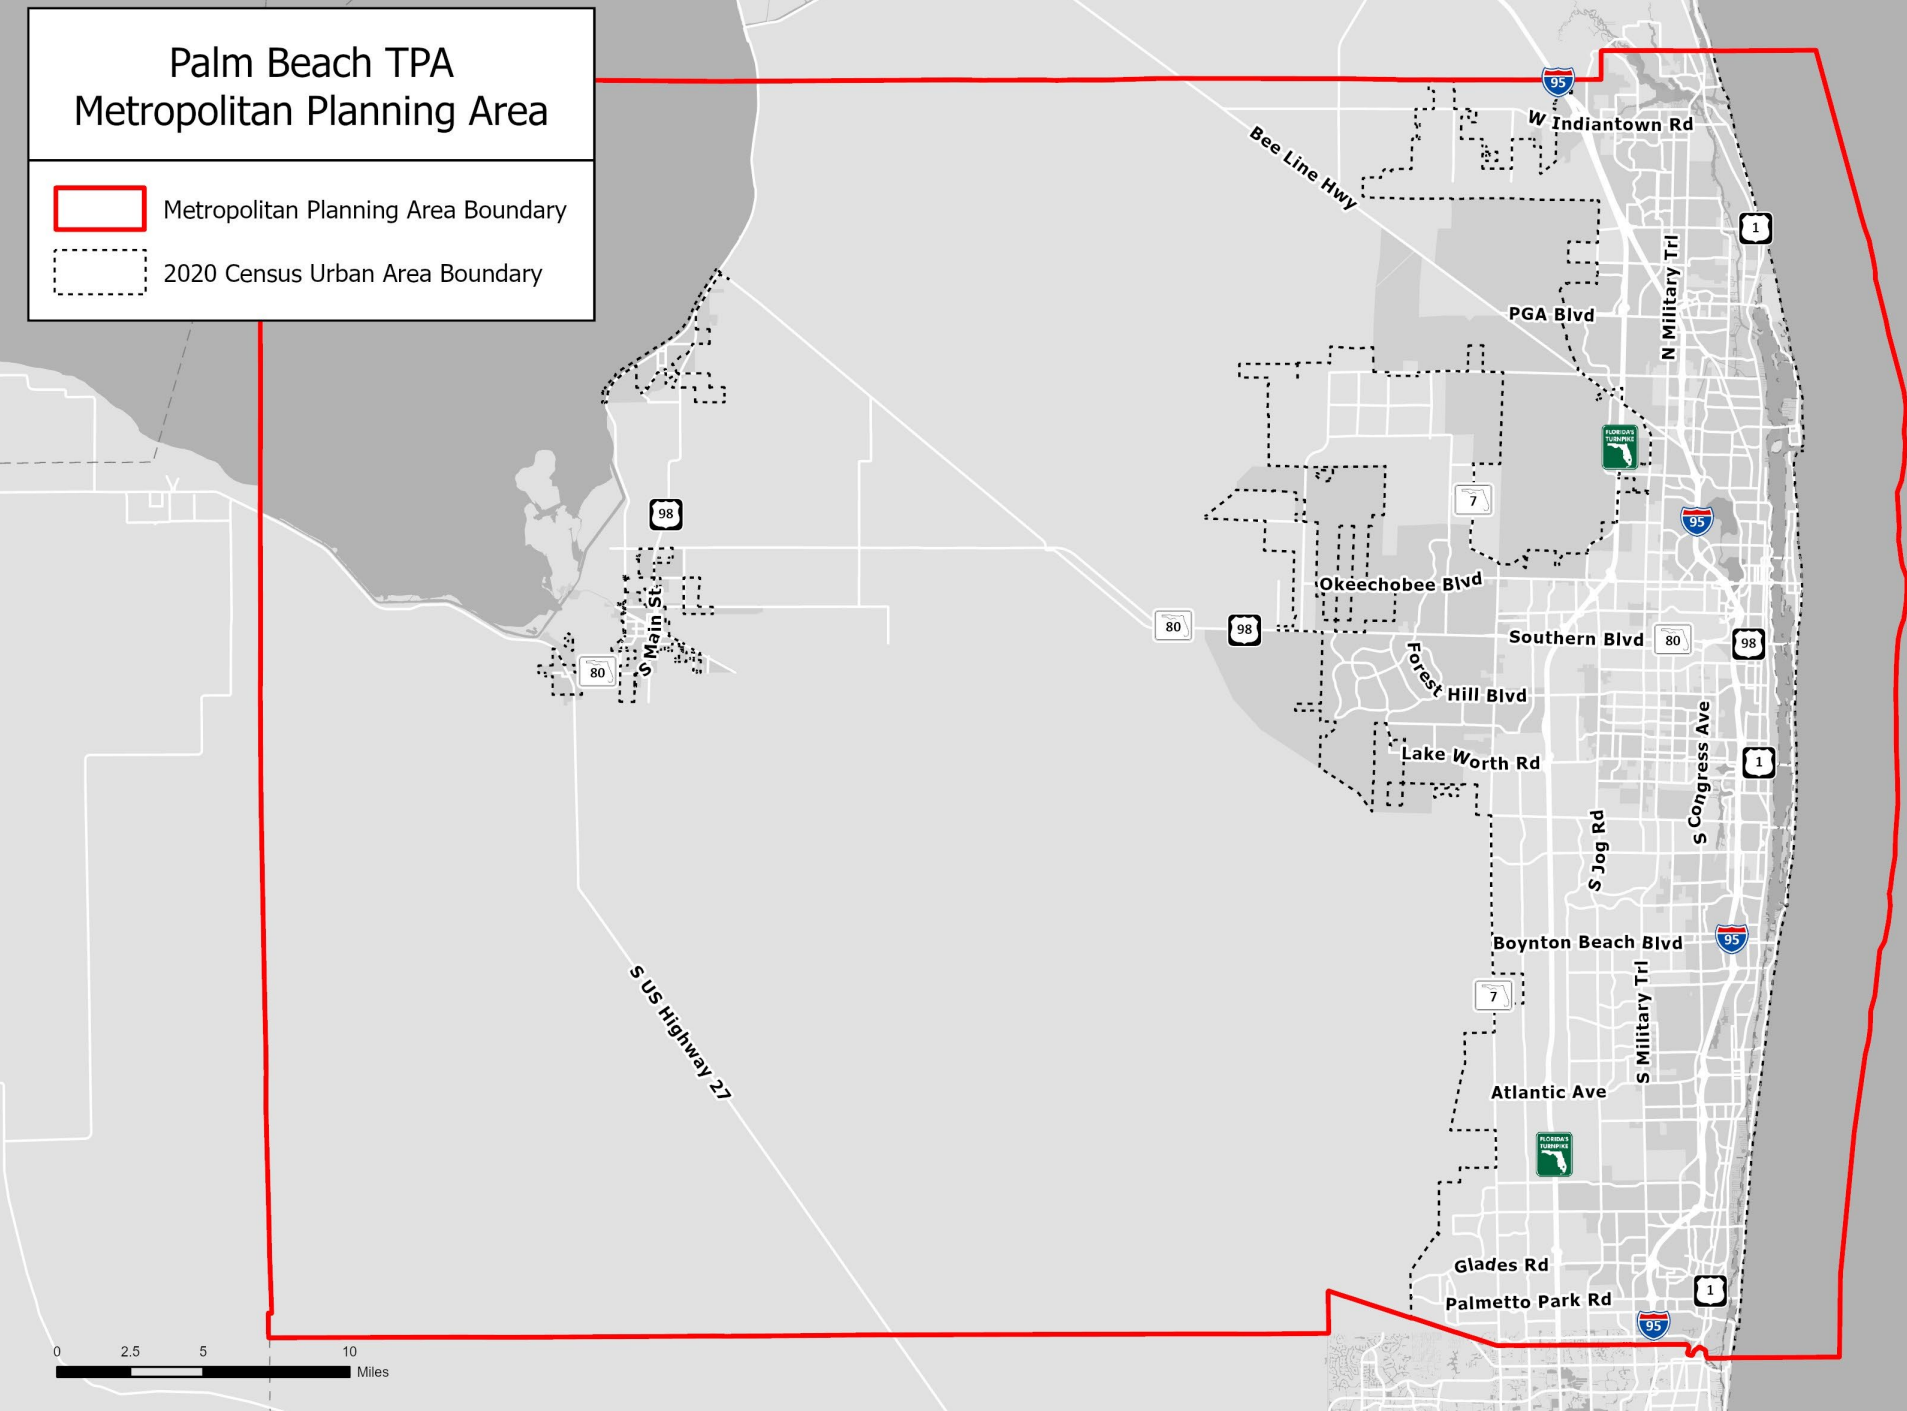 Palm Beach TPA
Metropolitan Planning Area
Metropolitan Planning Area Boundary
2020 Census Urban Area Boundary
95
W Indiantown Rd
Bee Line Hwy
1
N Military Trl
PGA Blvd
FLORIDA'S
TURNPIKE
7
98
95
Okeechobee Blvd
S Main St.
80
98
Southern Blvd
80
98
80
Forest Hill Blvd
Lake Worth Rd
S Congress Ave
1
S Jog Rd
Boynton Beach Blvd
95
7
S Military Trl
S US Highway 27
Atlantic Ave
FLORIDA'S
TURNPIKE
Glades Rd
1
Palmetto Park Rd
95
0 2.5 5 10
Miles